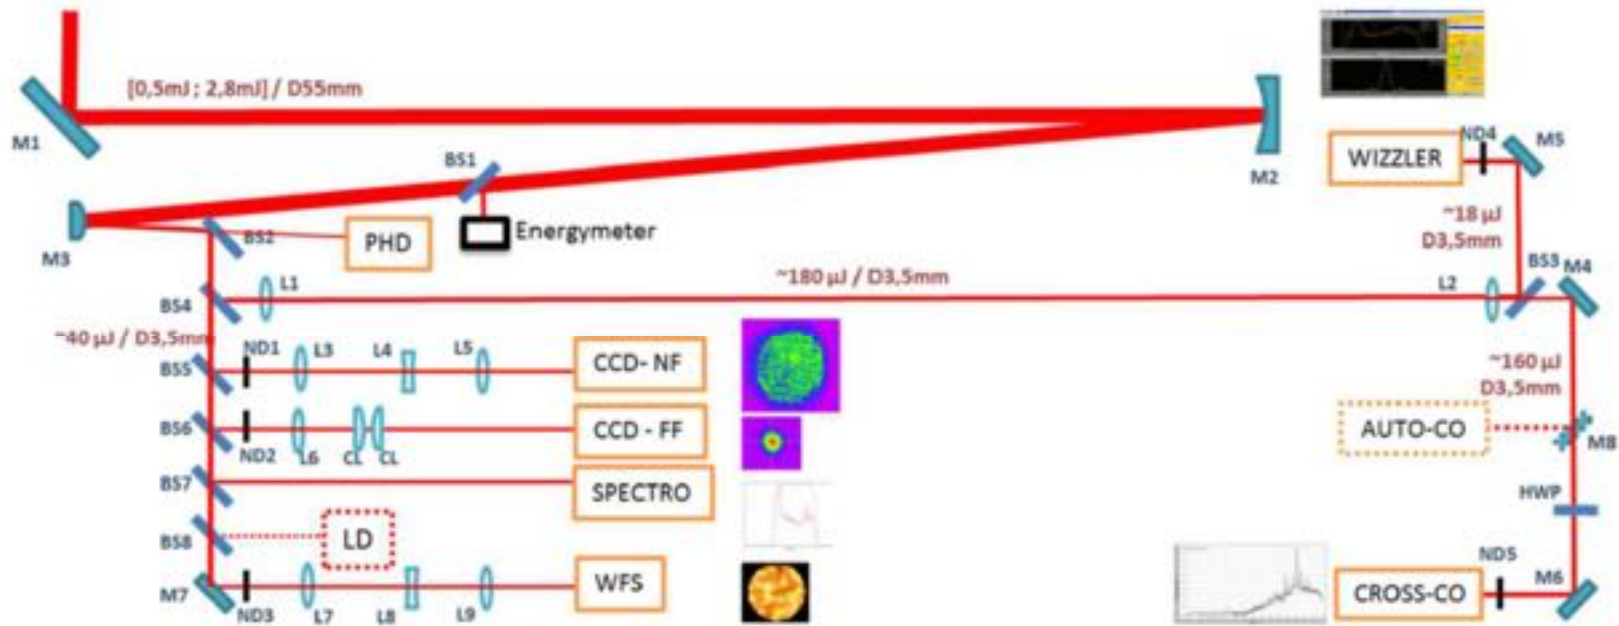 [0,5mJ ; 2,8mJ] / D55mm
M1
BS1
M2
ND4
M5
WIZZLER
~18 µJ
D3,5mm
M3
BS2
PHD
Energymeter
BS3
M4
BS4
L1
~180 µJ / D3,5mm
L2
~40 µJ / D3,5mm
ND1
L3
L4
L5
BS5
CCD- NF
~160 µJ
D3,5mm
BS6
CCD - FF
AUTO-CO
M8
ND2
L6
CL
CL
BS7
SPECTRO
HWP
BS8
LD
ND5
M7
WFS
CROSS-CO
M6
ND3
L7
L8
L9